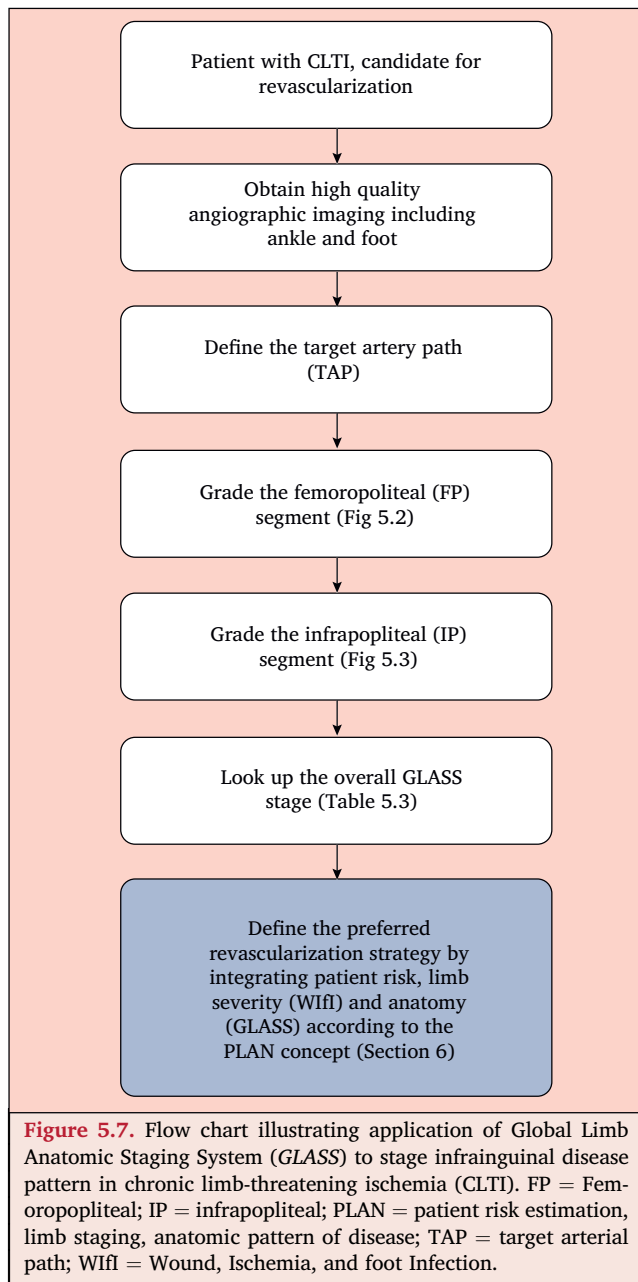 Patient with CLTI, candidate for
revascularization
Obtain high quality
angiographic imaging including
ankle and foot
Define the target artery path
(TAP)
Grade the femoropoliteal (FP)
segment (Fig 5.2)
Grade the infrapopliteal (IP)
segment (Fig 5.3)
Look up the overall GLASS
stage (Table 5.3)
Define the preferred
revascularization strategy by
integrating patient risk, limb
severity (WIfI) and anatomy
(GLASS) according to the
PLAN concept (Section 6)
Figure 5.7. Flow chart illustrating application of Global Limb
Anatomic Staging System (GLASS) to stage infrainguinal disease
pattern in chronic limb-threatening ischemia (CLTI). FP = Fem-
oropopliteal; IP = infrapopliteal; PLAN = patient risk estimation,
limb staging, anatomic pattern of disease; TAP = target arterial
path; WIfI = Wound, Ischemia, and foot Infection.